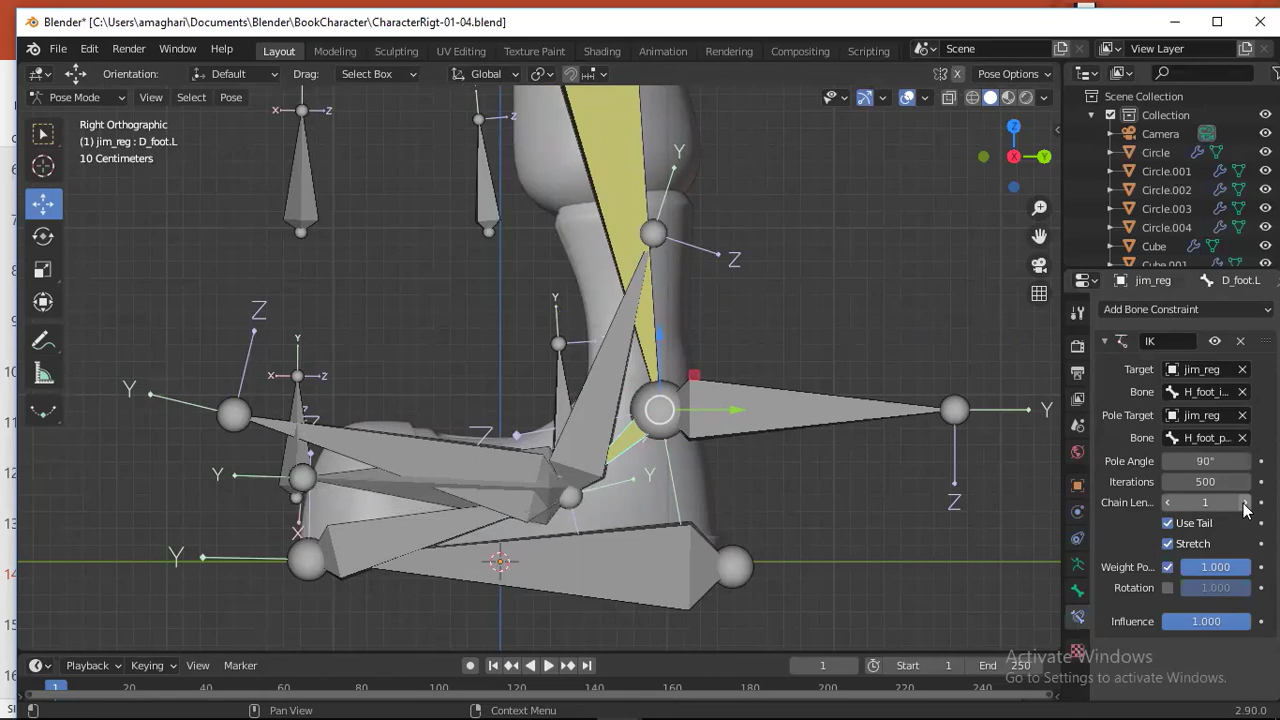 Blender* [C:\Users\amaghari\Documents\Blender\BookCharacter\CharacterRigt-01-04.blend]
File Edit Render Window Help Layout Modeling Sculpting UV Editing Texture Paint Shading Animation Rendering Compositing Scripting Scene View Layer
Orientation: Default Drag: Select Box Global X Pose Options
Pose Mode View Select Pose
Right Orthographic
(1) jim_reg : D_foot.L
10 Centimeters
Scene Collection
Collection
Camera
Circle
Circle.001
Circle.002
Circle.003
Circle.004
Cube
Cube.001
jim_reg D_foot.L
Add Bone Constraint
IK
Target jim_reg
Bone H_foot_i...
Pole Target jim_reg
Bone H_foot_p...
Pole Angle 90°
Iterations 500
Chain Len... 1
Use Tail
Stretch
Weight Po... 1.000
Rotation 1.000
Influence 1.000
Activate Windows
Go to Settings to activate Windows.
Playback Keying View Marker 1 Start 1 End 250
1 20 40 60 80 100 120 140 160 180 200 220 240
Select Pan View Context Menu 2.90.0